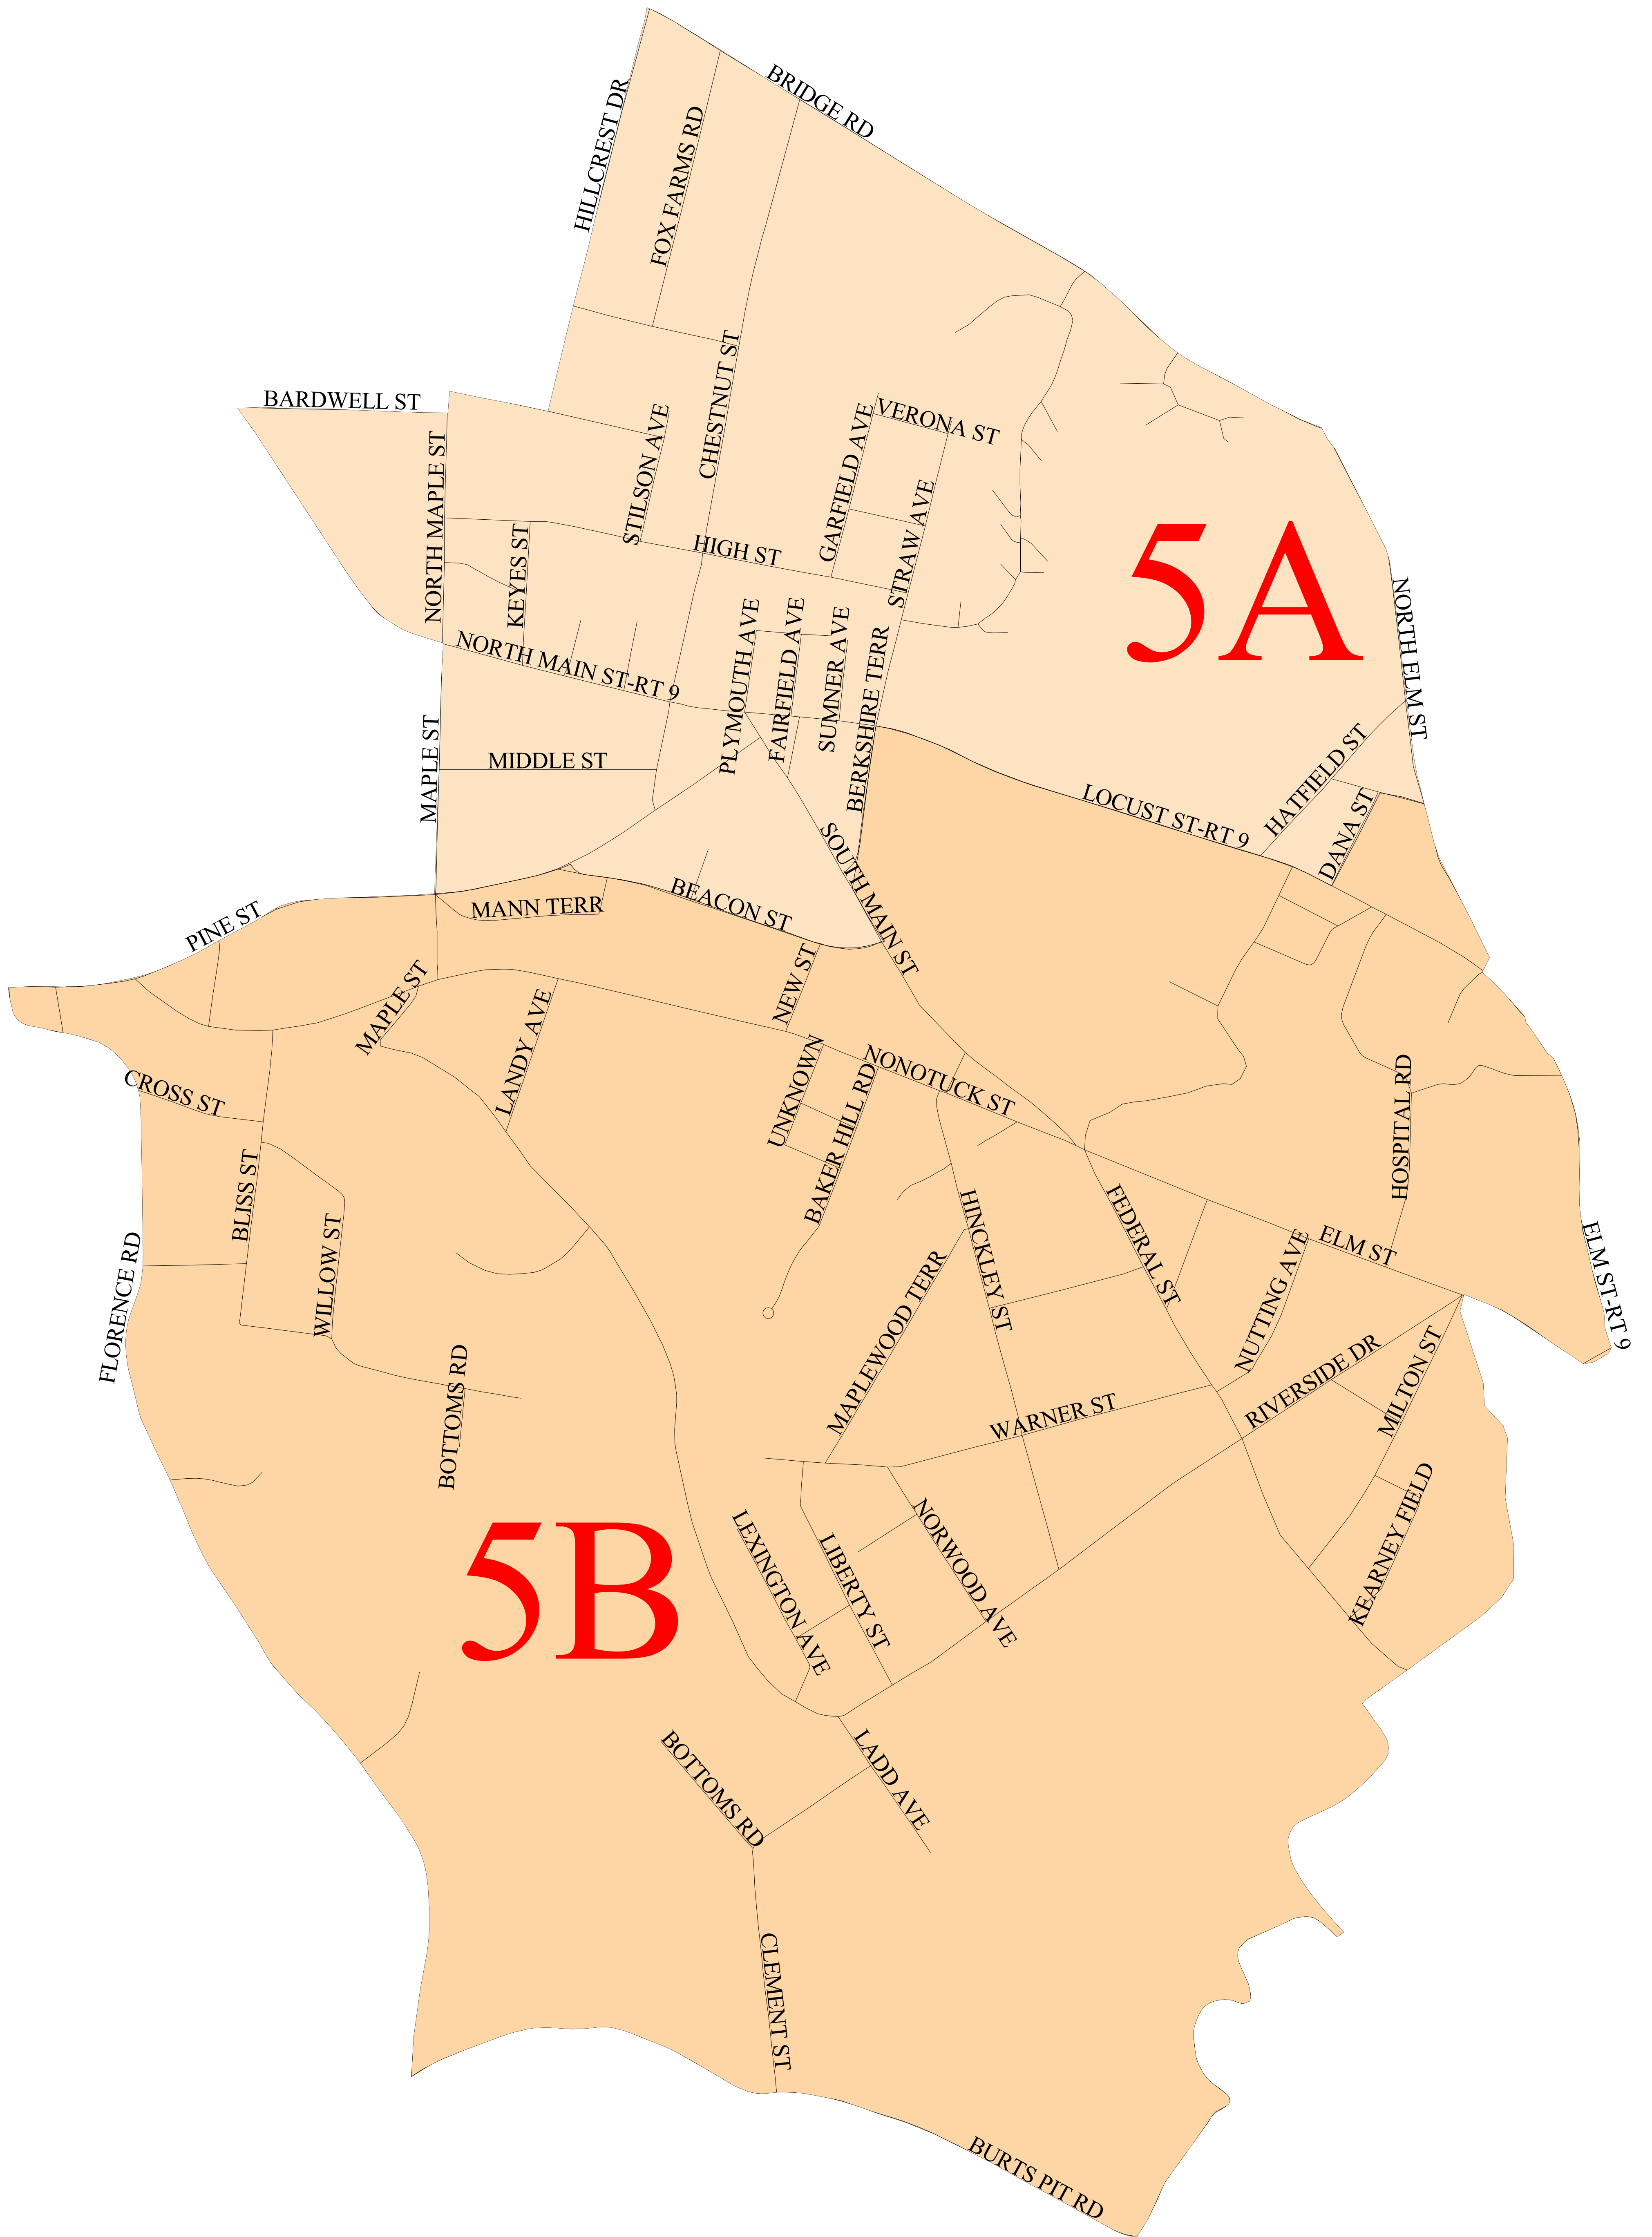 BRIDGE RD
HILLCREST DR
FOX FARMS RD
CHESTNUT ST
BARDWELL ST
VERONA ST
STILSON AVE
GARFIELD AVE
NORTH MAPLE ST
STRAW AVE
5A
KEYES ST
HIGH ST
NORTH ELM ST
NORTH MAIN ST-RT 9
PLYMOUTH AVE
FAIRFIELD AVE
SUMNER AVE
BERKSHIRE TERR
MAPLE ST
MIDDLE ST
LOCUST ST-RT 9
HATFIELD ST
DANA ST
SOUTH MAIN ST
BEACON ST
MANN TERR
PINE ST
NEW ST
MAPLE ST
LANDY AVE
NONOTUCK ST
UNKNOWN
BAKER HILL RD
CROSS ST
HOSPITAL RD
BLISS ST
WILLOW ST
FLORENCE RD
HINCKLEY ST
FEDERAL ST
ELM ST
ELM ST-RT 9
NUTTING AVE
MAPLEWOOD TERR
RIVERSIDE DR
MILTON ST
BOTTOMS RD
WARNER ST
KEARNEY FIELD
5B
LEXINGTON AVE
LIBERTY ST
NORWOOD AVE
BOTTOMS RD
LADD AVE
CLEMENT ST
BURTS PIT RD